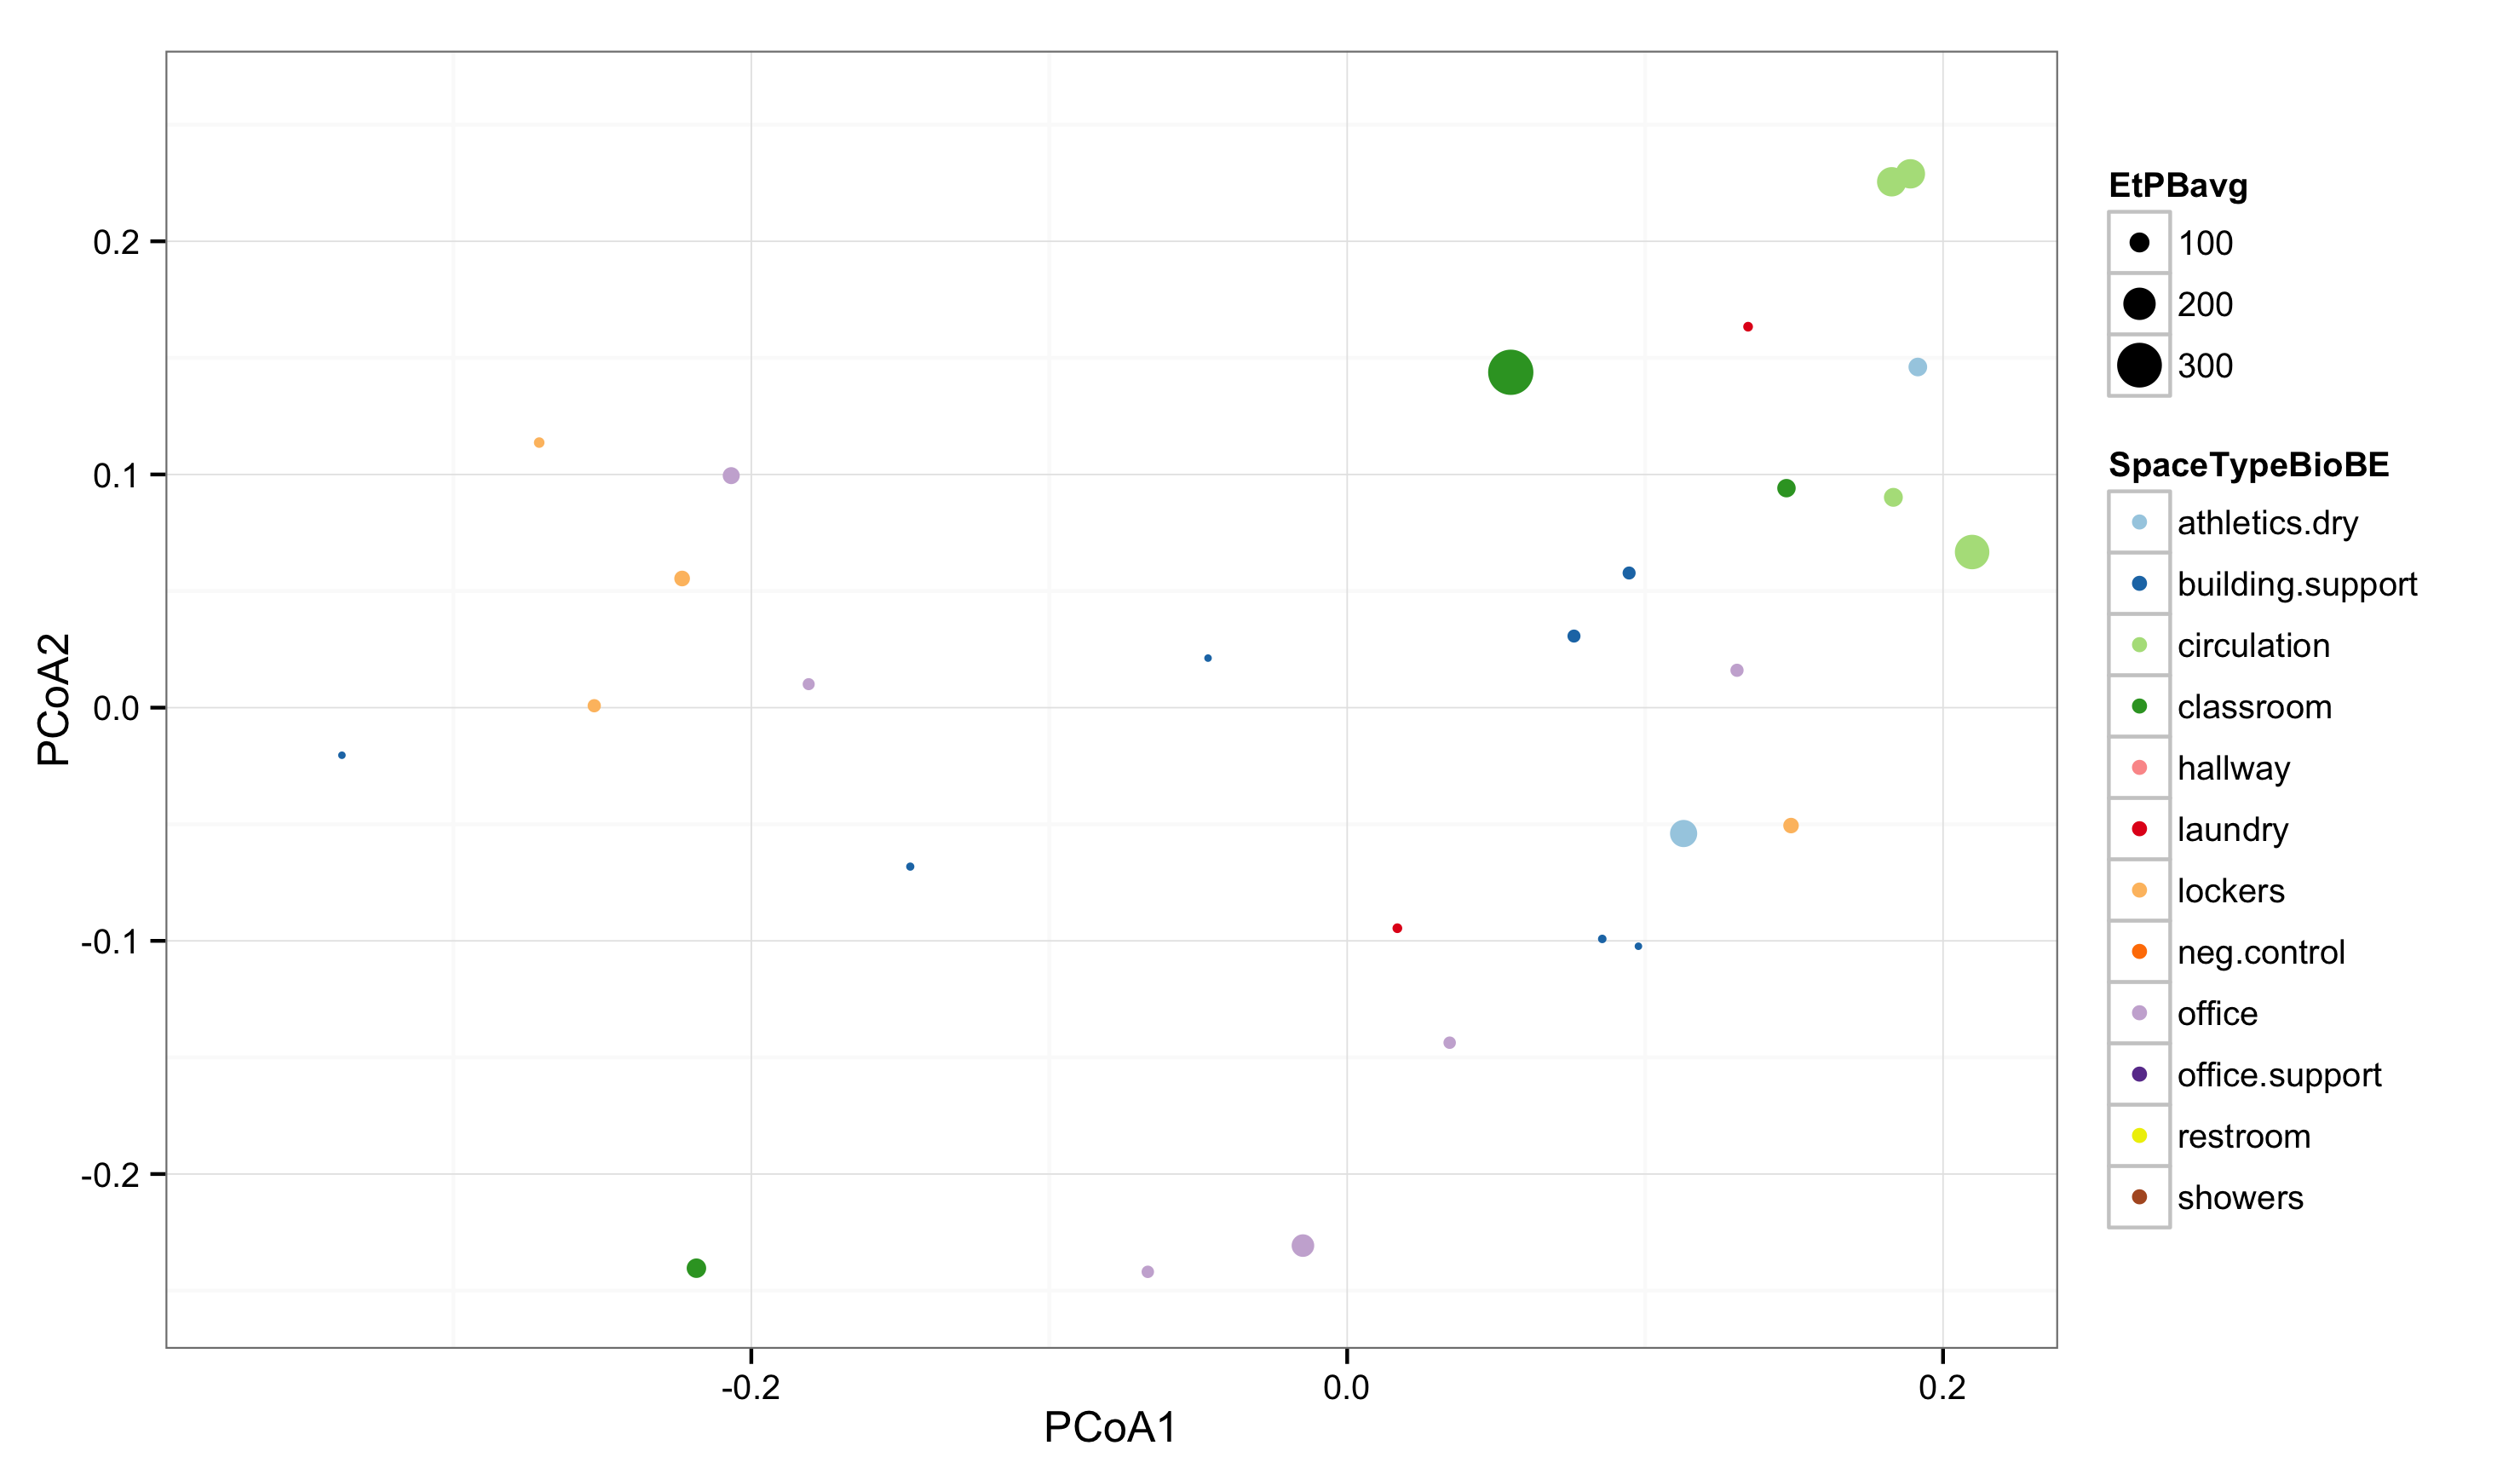 EtPBavg
100
200
300
SpaceTypeBioBE
athletics.dry
building.support
circulation
classroom
hallway
laundry
lockers
neg.control
office
office.support
restroom
showers
PCoA2
0.2
0.1
0.0
-0.1
-0.2
-0.2 0.0 0.2
PCoA1